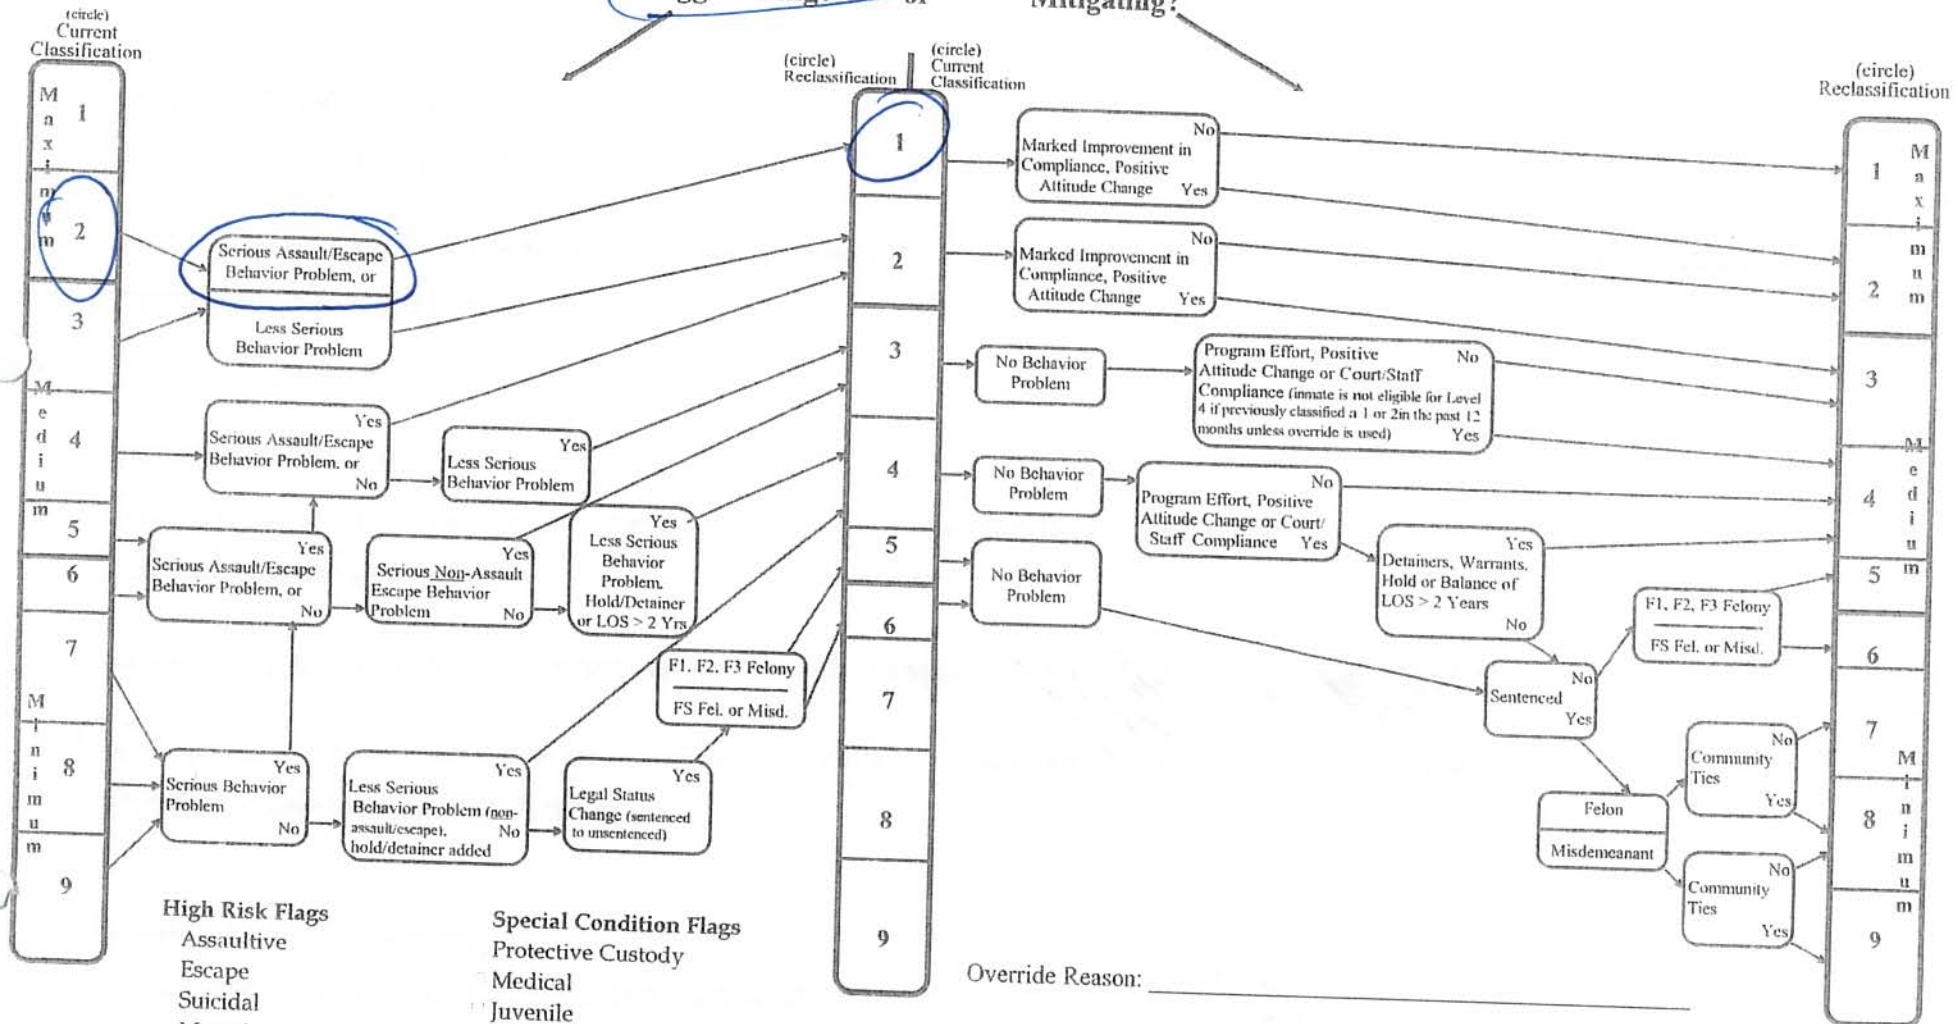 Mitigating?
(circle)
Current
Classification
Maximum
1
2
3
Medium
4
5
6
7
Minimum
8
9
Serious Assault/Escape
Behavior Problem, or
Less Serious
Behavior Problem
Yes
Serious Assault/Escape
Behavior Problem. or
No
Yes
Less Serious
Behavior Problem
Yes
Serious Assault/Escape
Behavior Problem, or
No
Yes
Serious Non-Assault
Escape Behavior
Problem
No
Yes
Less Serious
Behavior
Problem.
Hold/Detainer
or LOS > 2 Yrs
Yes
Serious Behavior
Problem
No
Yes
Less Serious
Behavior Problem (non-
assault/escape).
No
hold/detainer added
Yes
Legal Status
Change (sentenced
to unsentenced)
F1. F2. F3 Felony
FS Fel. or Misd.
High Risk Flags
Assaultive
Escape
Suicidal
Special Condition Flags
Protective Custody
Medical
Juvenile
(circle)
Reclassification
(circle)
Current
Classification
1
2
3
4
5
6
7
8
9
No
Marked Improvement in
Compliance, Positive
Attitude Change Yes
No
Marked Improvement in
Compliance, Positive
Attitude Change Yes
No Behavior
Problem
Program Effort, Positive No
Attitude Change or Court/Staff
Compliance (inmate is not eligible for Level
4 if previously classified a 1 or 2in the past 12
months unless override is used) Yes
No Behavior
Problem
No
Program Effort, Positive
Attitude Change or Court/
Staff Compliance Yes
No Behavior
Problem
Yes
Detainers, Warrants.
Hold or Balance of
LOS > 2 Years
No
F1, F2, F3 Felony
FS Fel. or Misd.
No
Sentenced
Yes
Felon
Misdemeanant
No
Community
Ties
Yes
No
Community
Ties
Yes
Override Reason:
(circle)
Reclassification
Maximum
1
2
3
Medium
4
5
6
7
Minimum
8
9